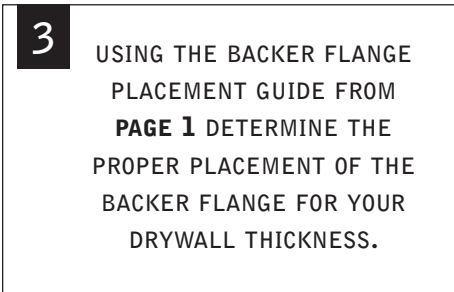 3
USING THE BACKER FLANGE
PLACEMENT GUIDE FROM
PAGE 1 DETERMINE THE
PROPER PLACEMENT OF THE
BACKER FLANGE FOR YOUR
DRYWALL THICKNESS.